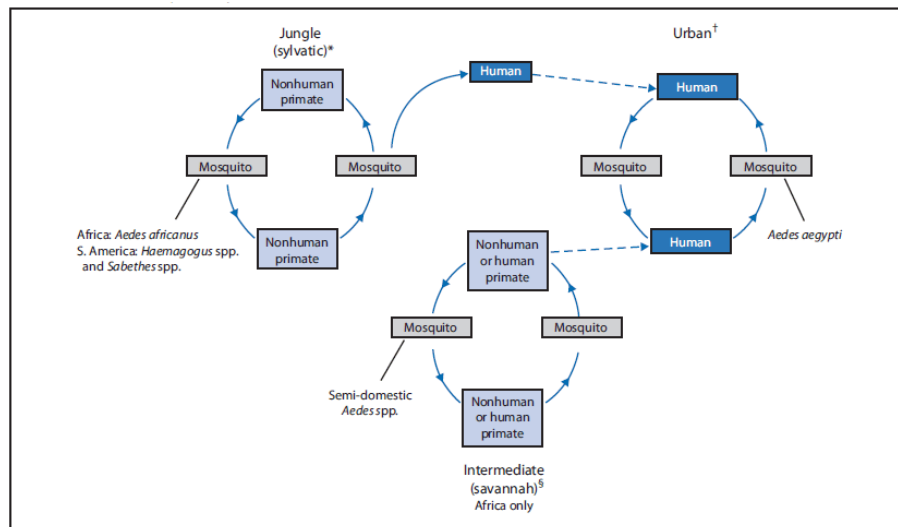 Jungle
(sylvatic)*
Urban†
Nonhuman
primate
Human
Human
Mosquito
Mosquito
Mosquito
Mosquito
Africa: Aedes africanus
S. America: Haemagogus spp.
and Sabethes spp.
Nonhuman
primate
Nonhuman
or human
primate
Human
Aedes aegypti
Mosquito
Mosquito
Semi-domestic
Aedes spp.
Nonhuman
or human
primate
Intermediate
(savannah)§
Africa only